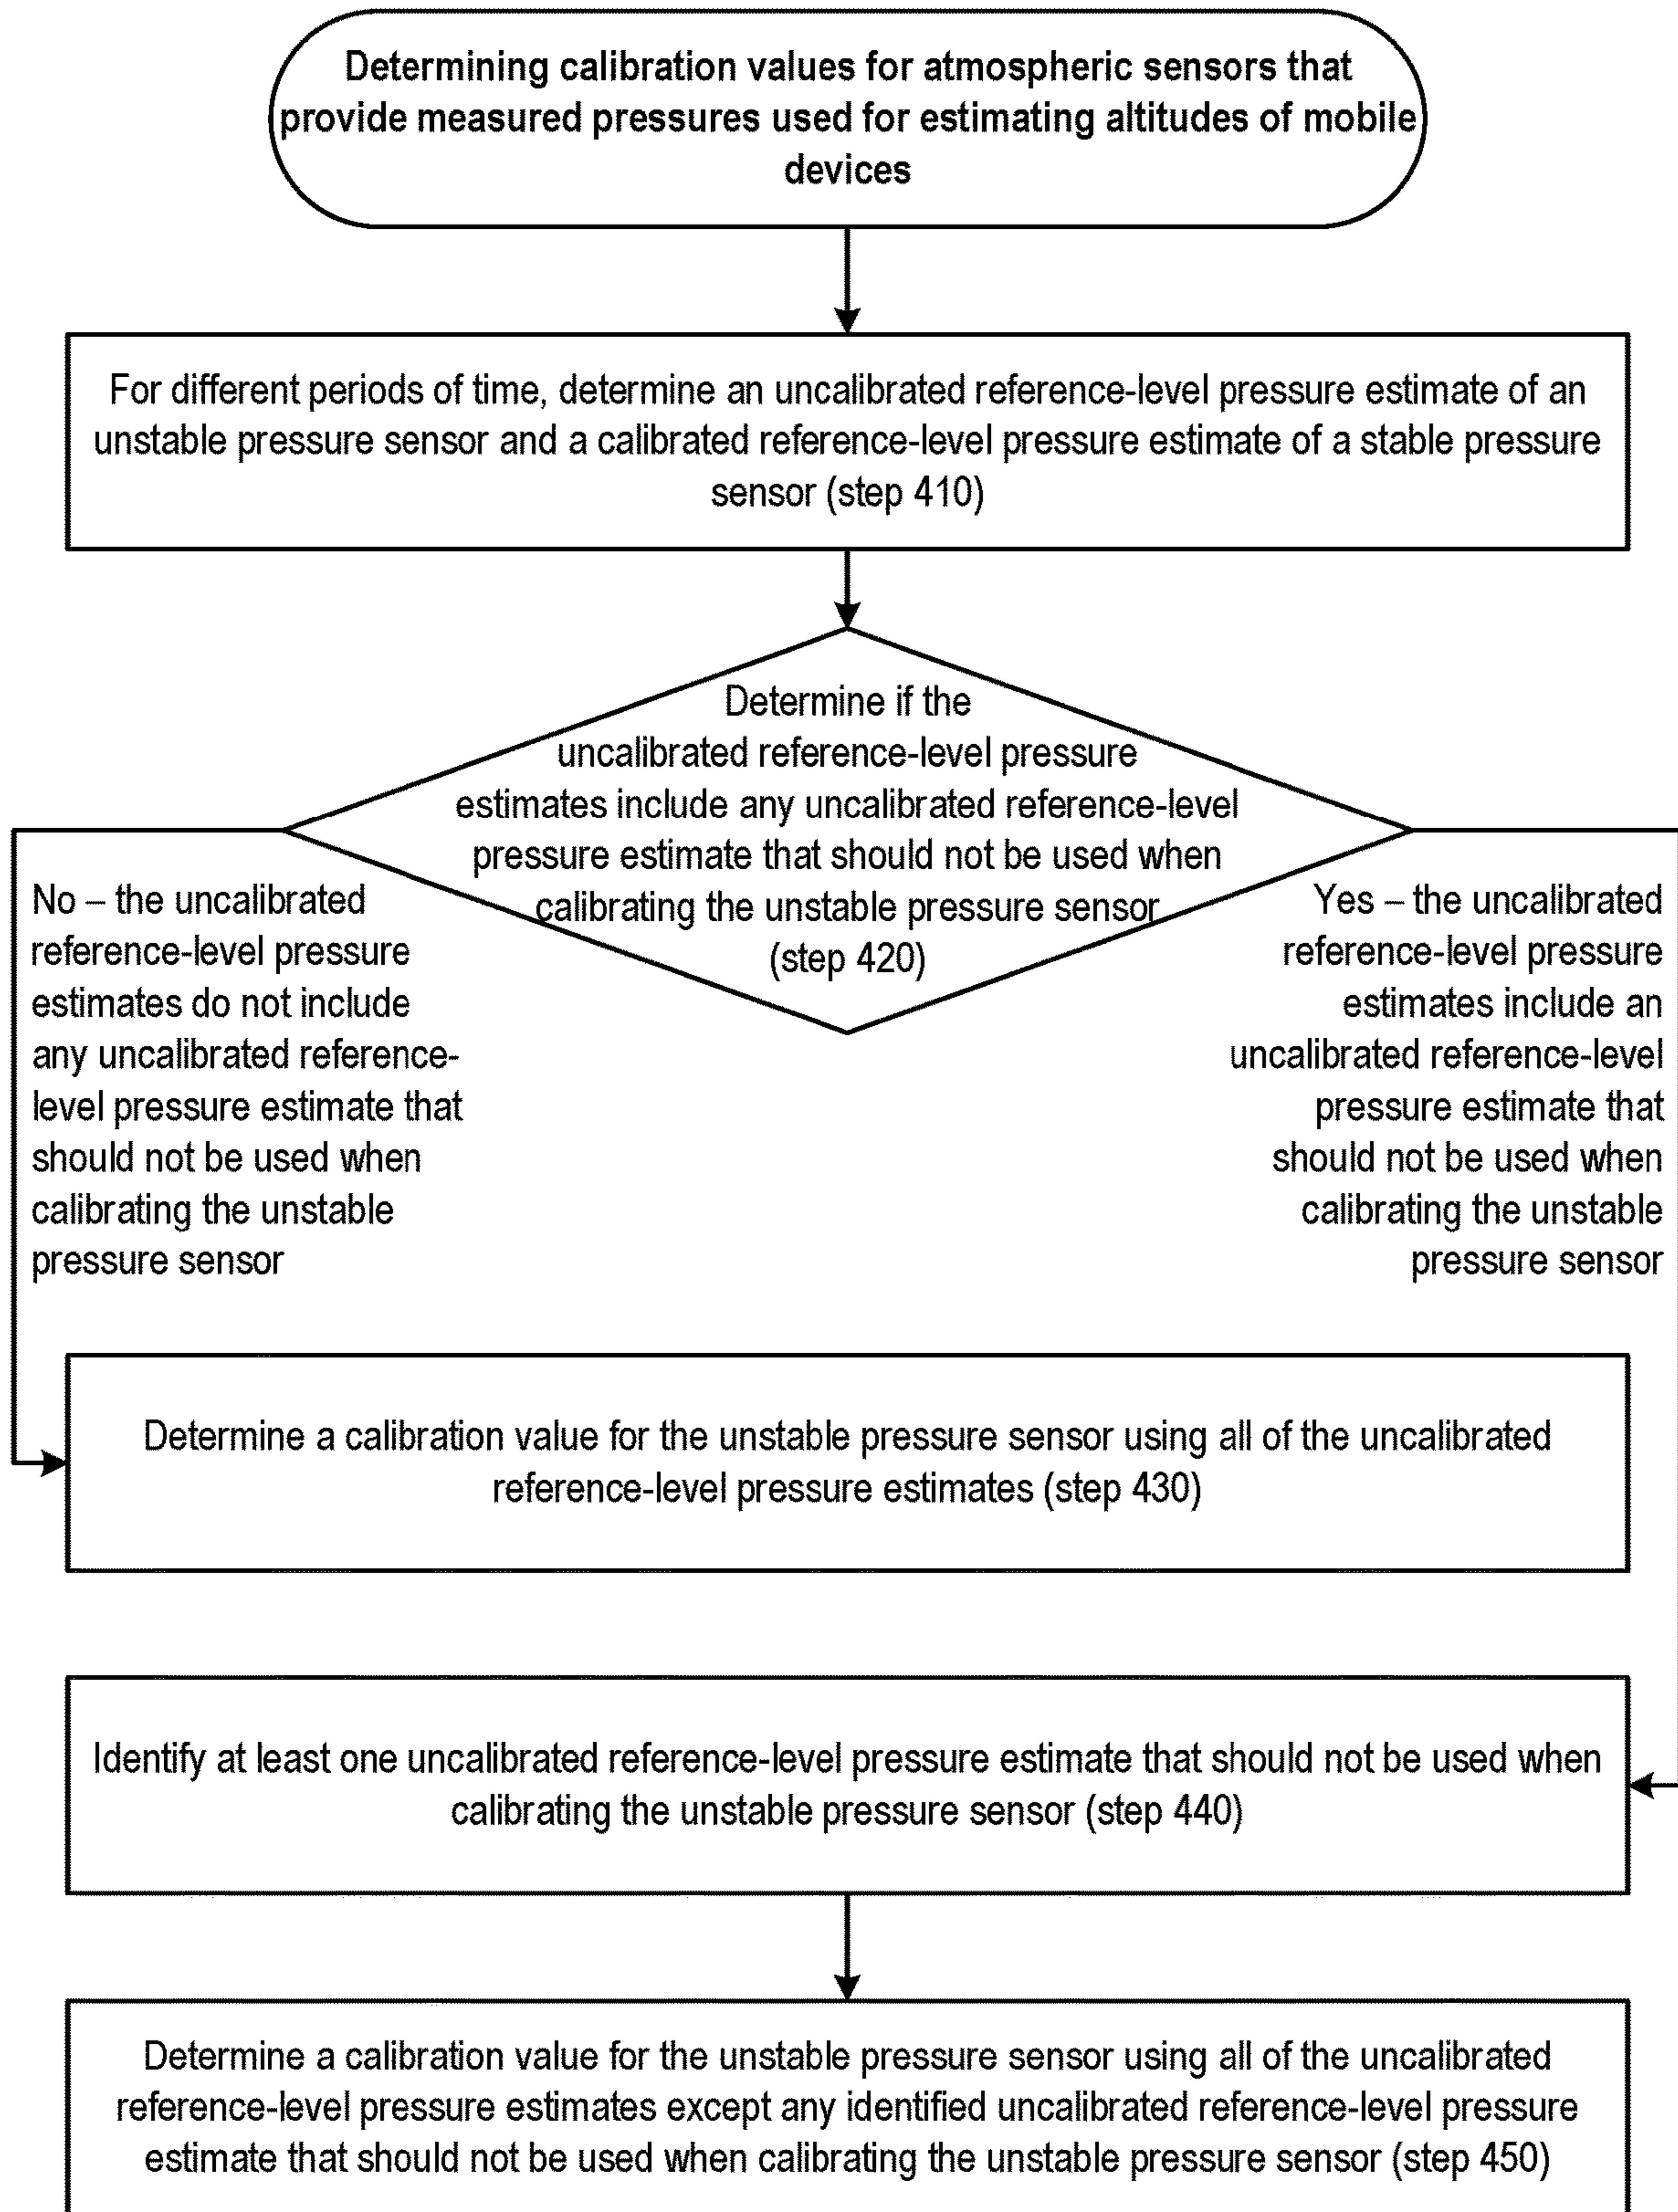 Determining calibration values for atmospheric sensors that
provide measured pressures used for estimating altitudes of mobile
devices
For different periods of time, determine an uncalibrated reference-level pressure estimate of an
unstable pressure sensor and a calibrated reference-level pressure estimate of a stable pressure
sensor (step 410)
Determine if the
uncalibrated reference-level pressure
estimates include any uncalibrated reference-level
pressure estimate that should not be used when
calibrating the unstable pressure sensor
(step 420)
No – the uncalibrated
reference-level pressure
estimates do not include
any uncalibrated reference-
level pressure estimate that
should not be used when
calibrating the unstable
pressure sensor
Yes – the uncalibrated
reference-level pressure
estimates include an
uncalibrated reference-level
pressure estimate that
should not be used when
calibrating the unstable
pressure sensor
Determine a calibration value for the unstable pressure sensor using all of the uncalibrated
reference-level pressure estimates (step 430)
Identify at least one uncalibrated reference-level pressure estimate that should not be used when
calibrating the unstable pressure sensor (step 440)
Determine a calibration value for the unstable pressure sensor using all of the uncalibrated
reference-level pressure estimates except any identified uncalibrated reference-level pressure
estimate that should not be used when calibrating the unstable pressure sensor (step 450)